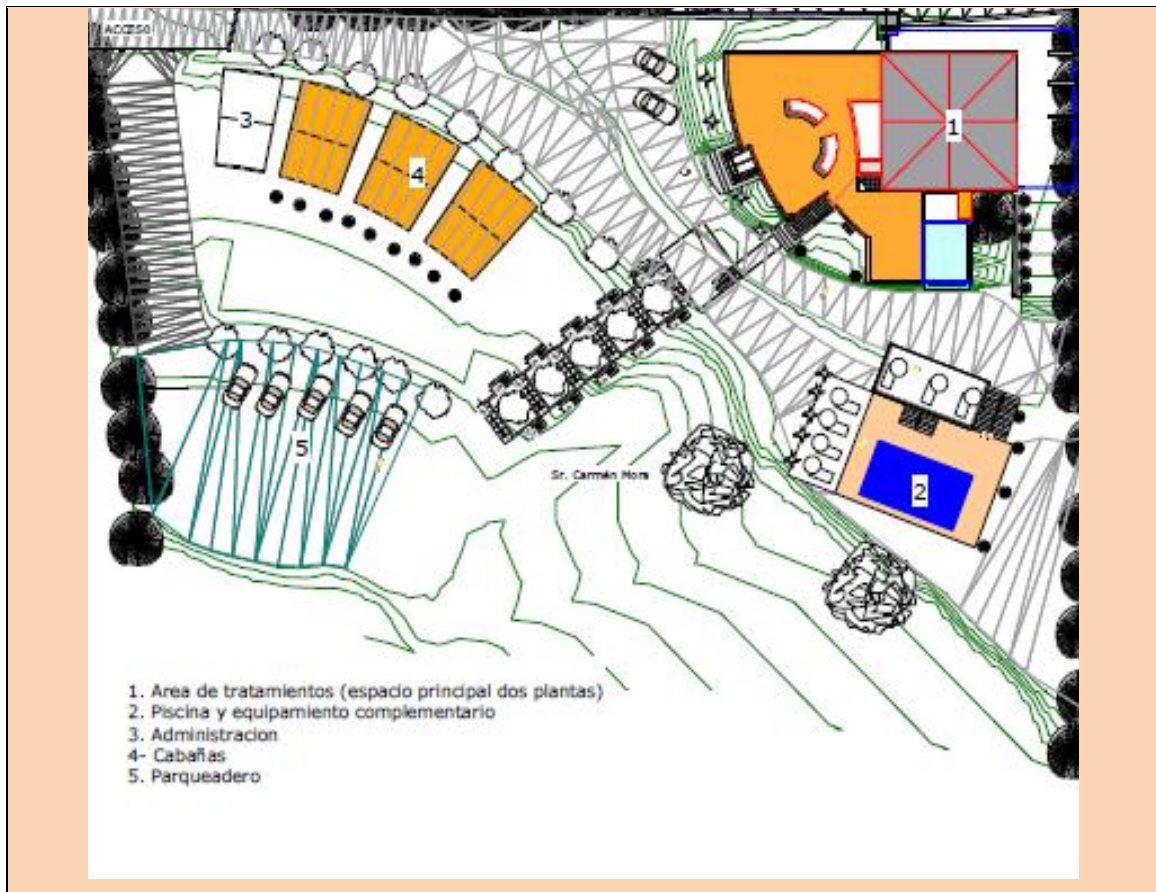 ACCESO
3
4
1
5
2
Sr. Carmén Mora
1. Area de tratamientos (espacio principal dos plantas)
2. Piscina y equipamiento complementario
3. Administracion
4- Cabañas
5. Parqueadero